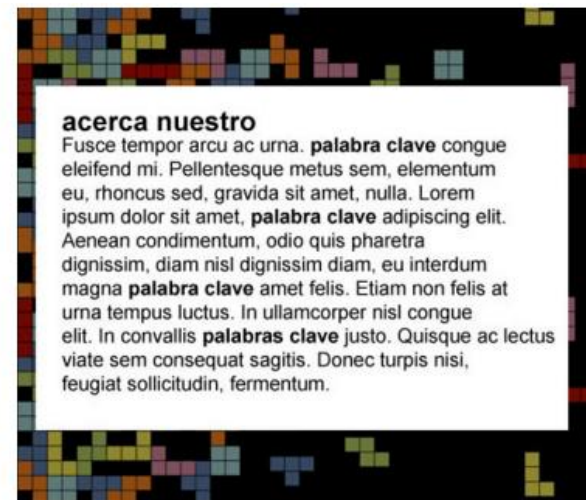 acerca nuestro
Fusce tempor arcu ac urna. palabra clave congue
eleifend mi. Pellentesque metus sem, elementum
eu, rhoncus sed, gravida sit amet, nulla. Lorem
ipsum dolor sit amet, palabra clave adipiscing elit.
Aenean condimentum, odio quis pharetra
dignissim, diam nisl dignissim diam, eu interdum
magna palabra clave amet felis. Etiam non felis at
urna tempus luctus. In ullamcorper nisl congue
elit. In convallis palabras clave justo. Quisque ac lectus
viate sem consequat sagitis. Donec turpis nisi,
feugiat sollicitudin, fermentum.